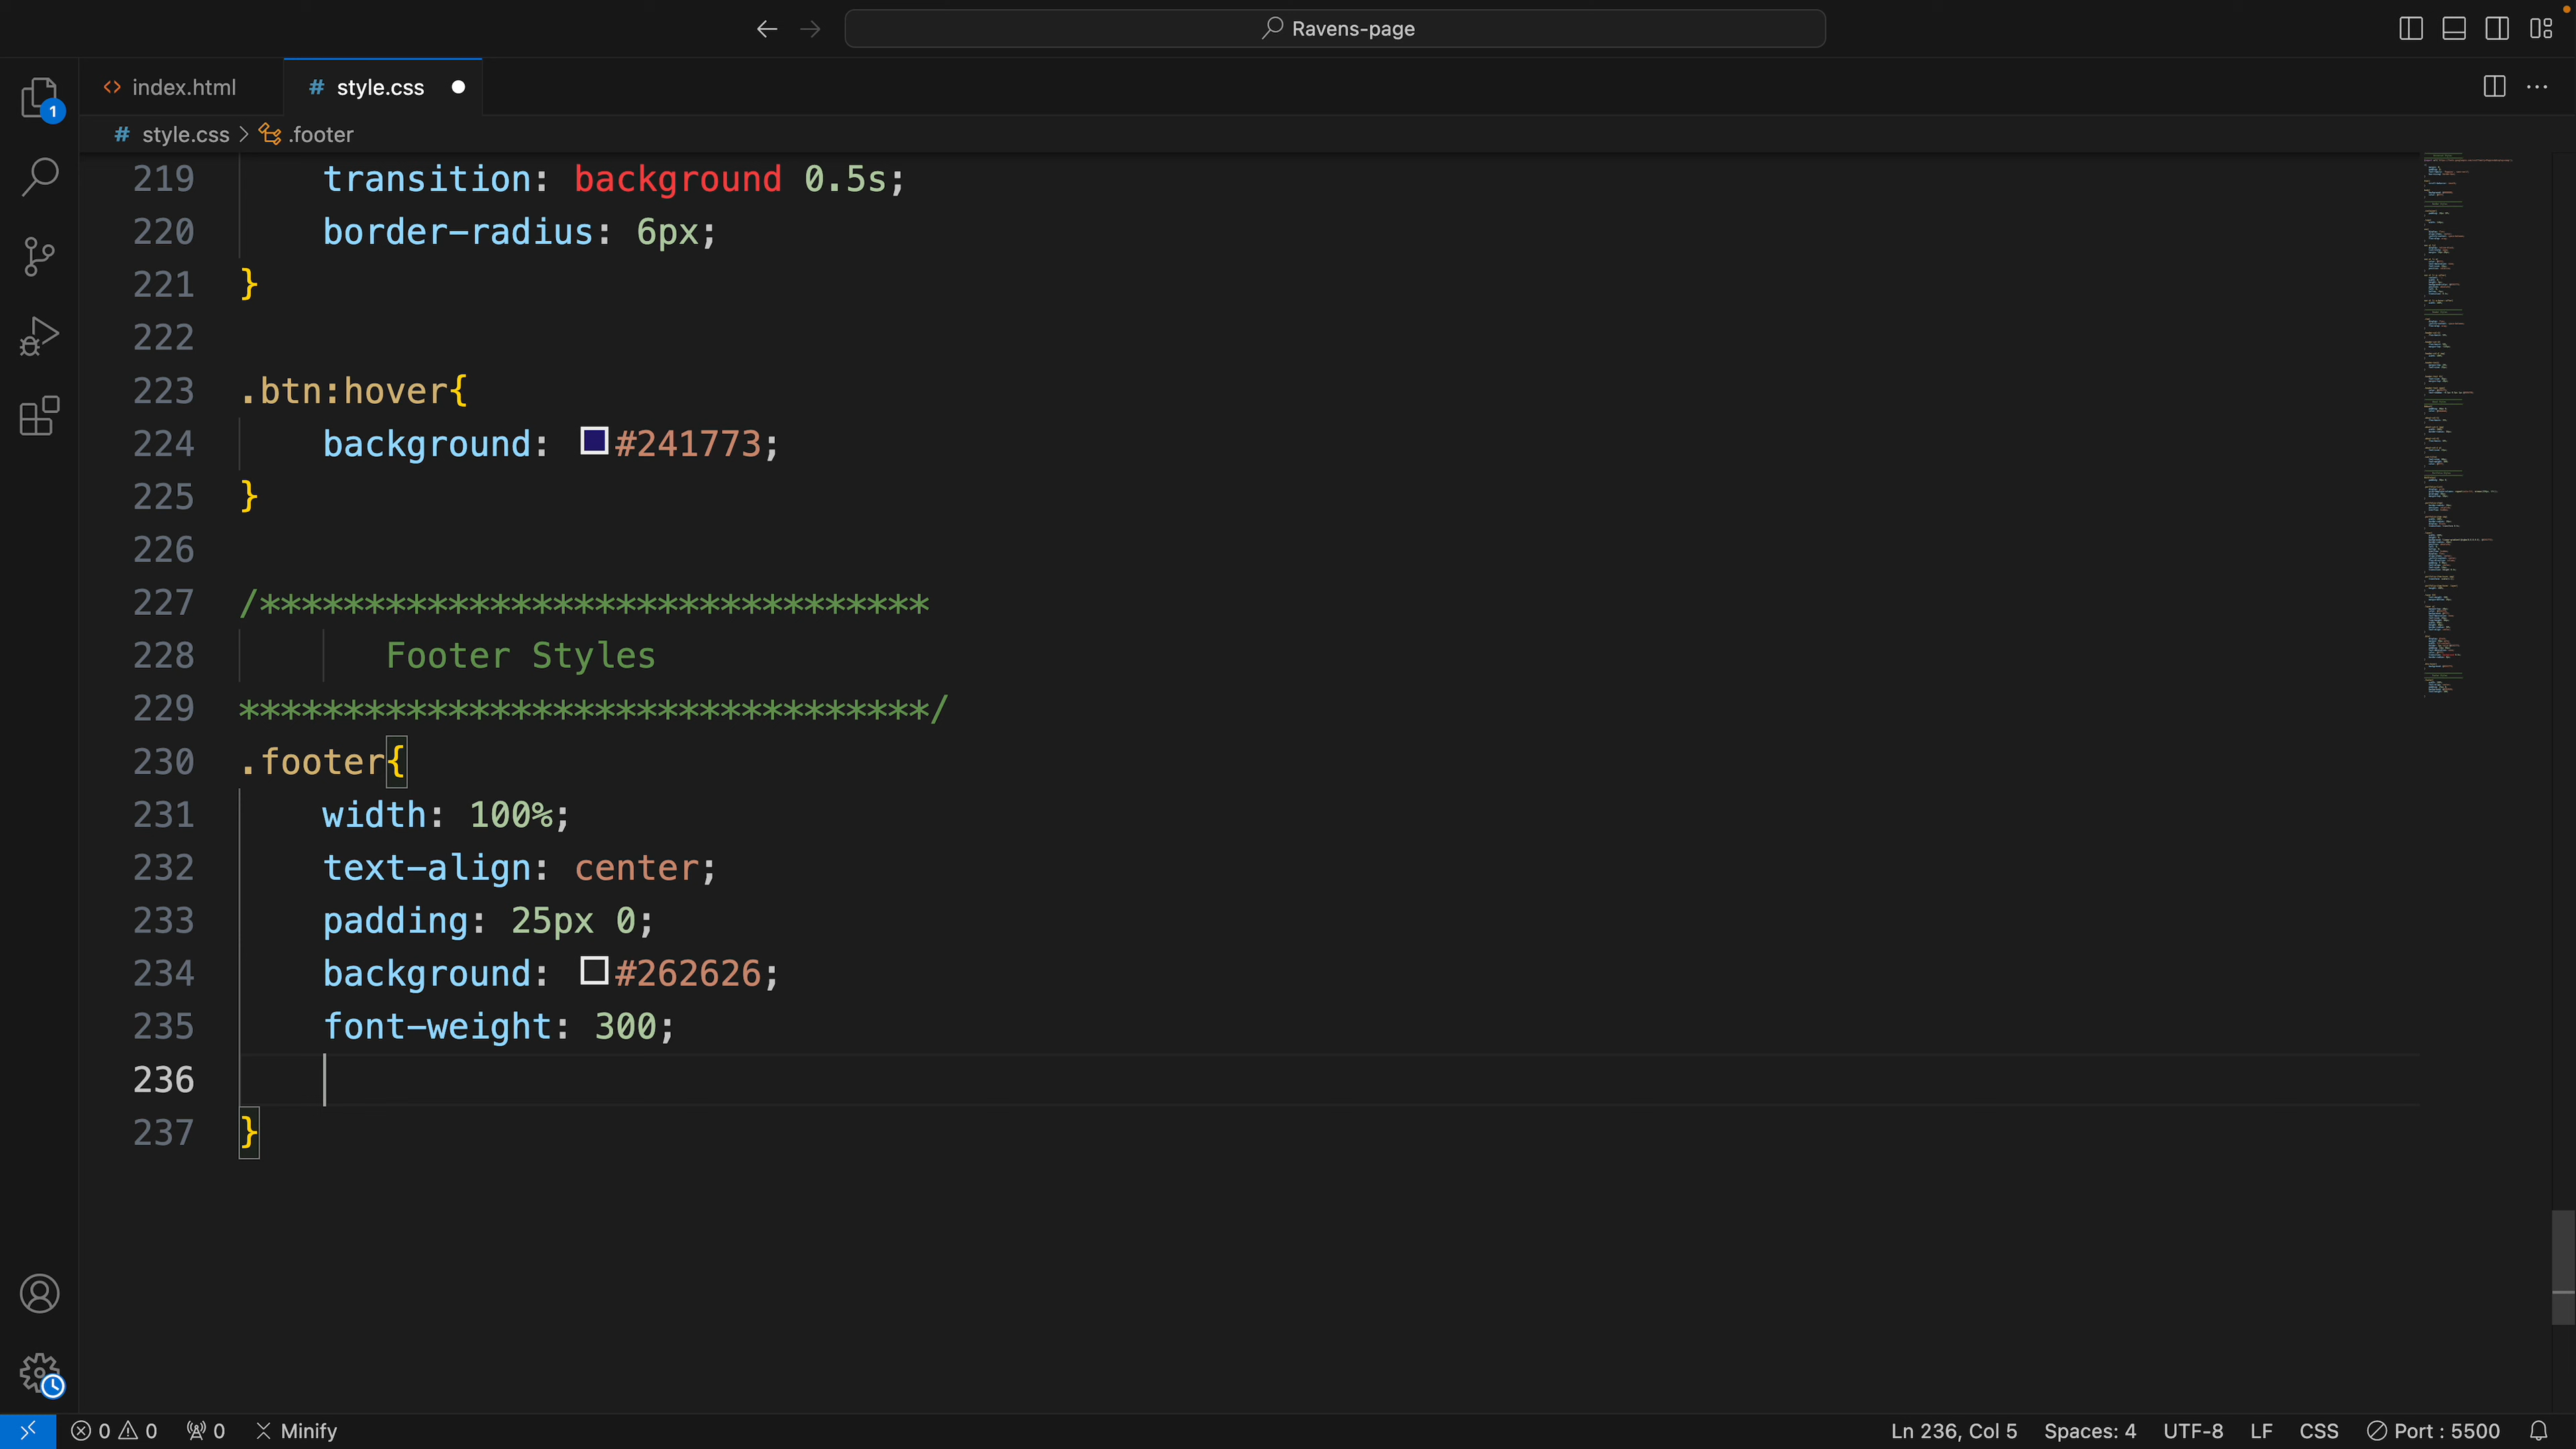 Ravens-page
index.html
# style.css
1
# style.css > .footer
219 transition: background 0.5s;
220 border-radius: 6px;
221 }
222
223 .btn:hover{
224 background: #241773;
225 }
226
227 /********************************
228 Footer Styles
229 *********************************/
230 .footer{
231 width: 100%;
232 text-align: center;
233 padding: 25px 0;
234 background: #262626;
235 font-weight: 300;
236
237 }
0 0 0 Minify
Ln 236, Col 5 Spaces: 4 UTF-8 LF CSS Port : 5500